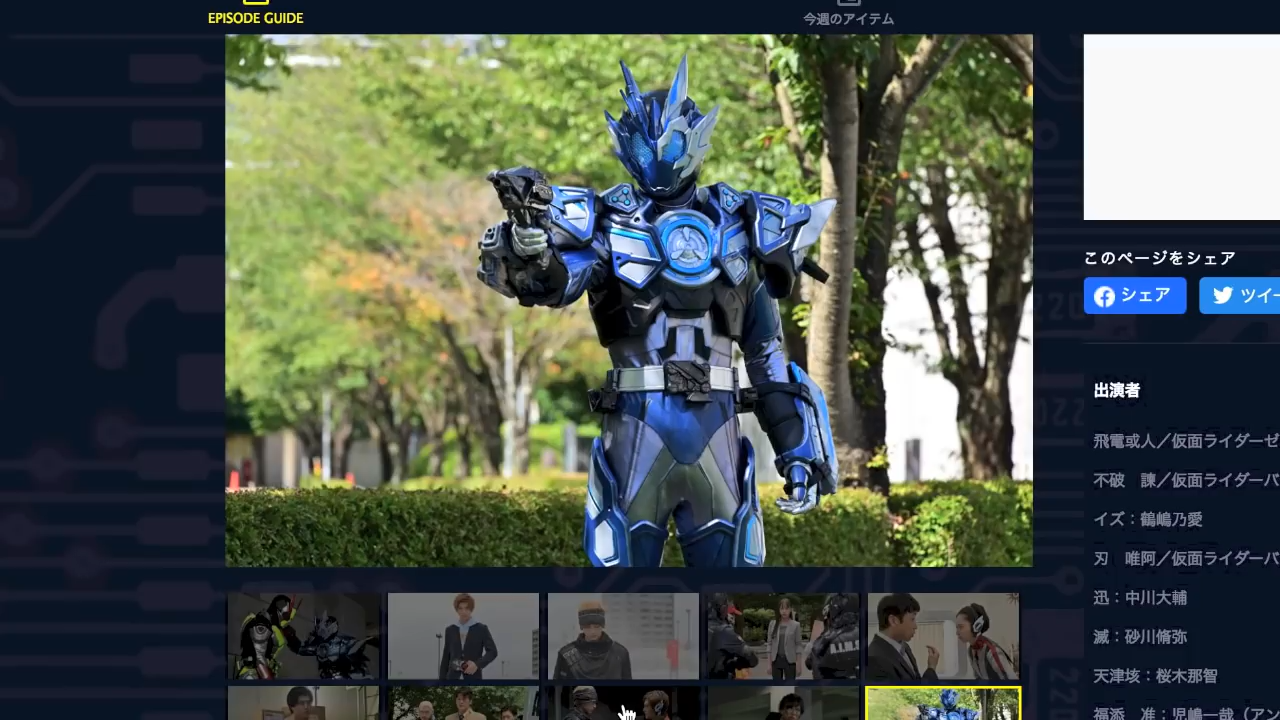 EPISODE GUIDE
今週のアイテム
このページをシェア
シェア
ツイー
出演者
飛電或人／仮面ライダーゼ
不破　諫／仮面ライダーバ
イズ：鶴嶋乃愛
刃　唯阿／仮面ライダーバ
迅：中川大輔
滅：砂川脩弥
天津垓：桜木那智
福添　准：児嶋一哉（アン